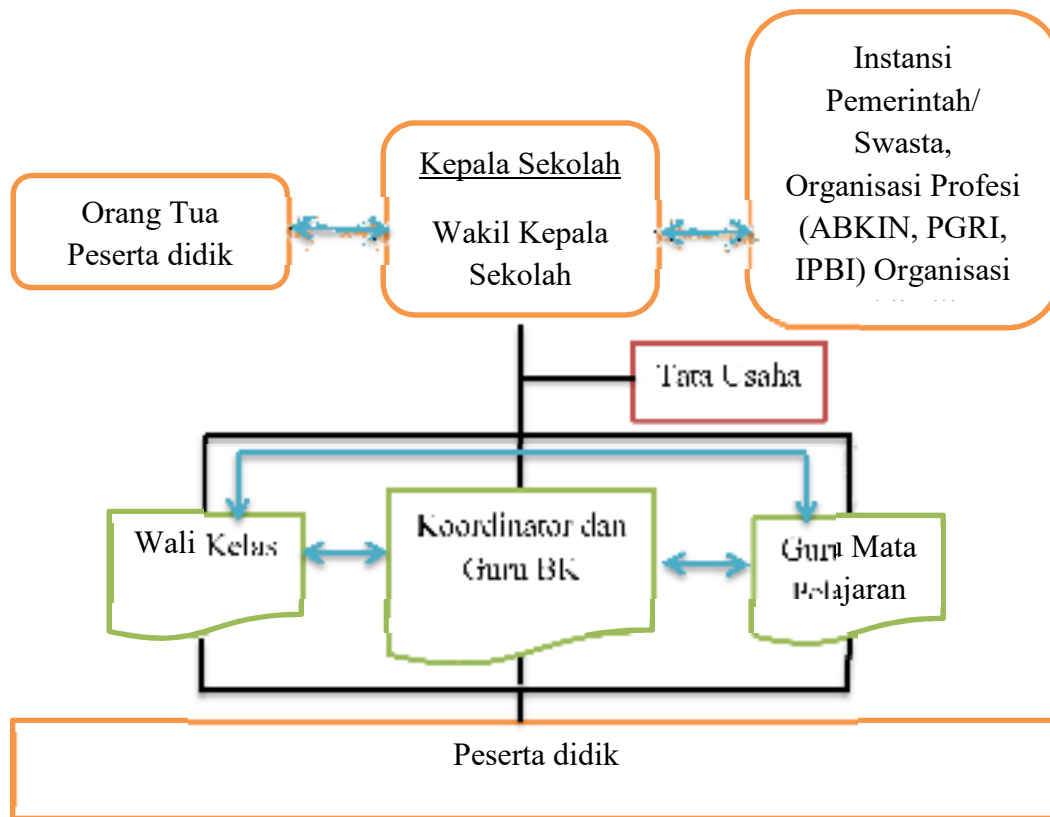 Instansi
Pemerintah/
Swasta,
Organisasi Profesi
(ABKIN, PGRI,
IPBI) Organisasi
Kepala Sekolah
Wakil Kepala
Sekolah
Orang Tua
Peserta didik
Tata Usaha
Wali Kelas
Koordinator dan
Guru BK
Guru Mata
Pelajaran
Peserta didik